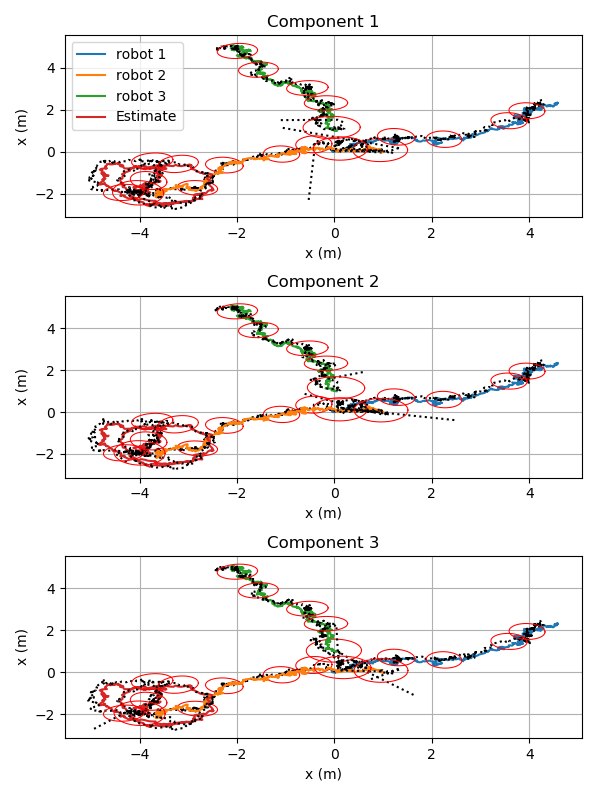 Component 1
x (m)
4
2
0
−2
robot 1
robot 2
robot 3
Estimate
−4 −2 0 2 4
x (m)
Component 2
x (m)
4
2
0
−2
−4 −2 0 2 4
x (m)
Component 3
x (m)
4
2
0
−2
−4 −2 0 2 4
x (m)